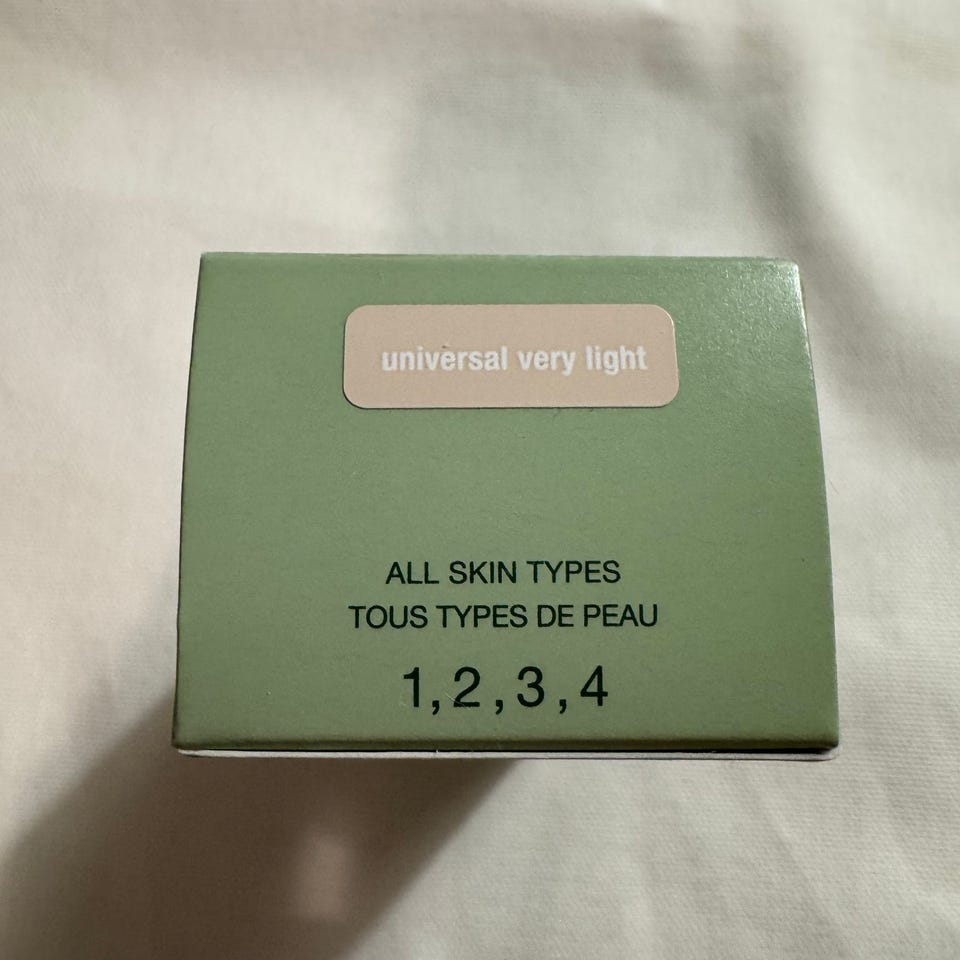 universal very light
ALL SKIN TYPES
TOUS TYPES DE PEAU
1,2,3,4